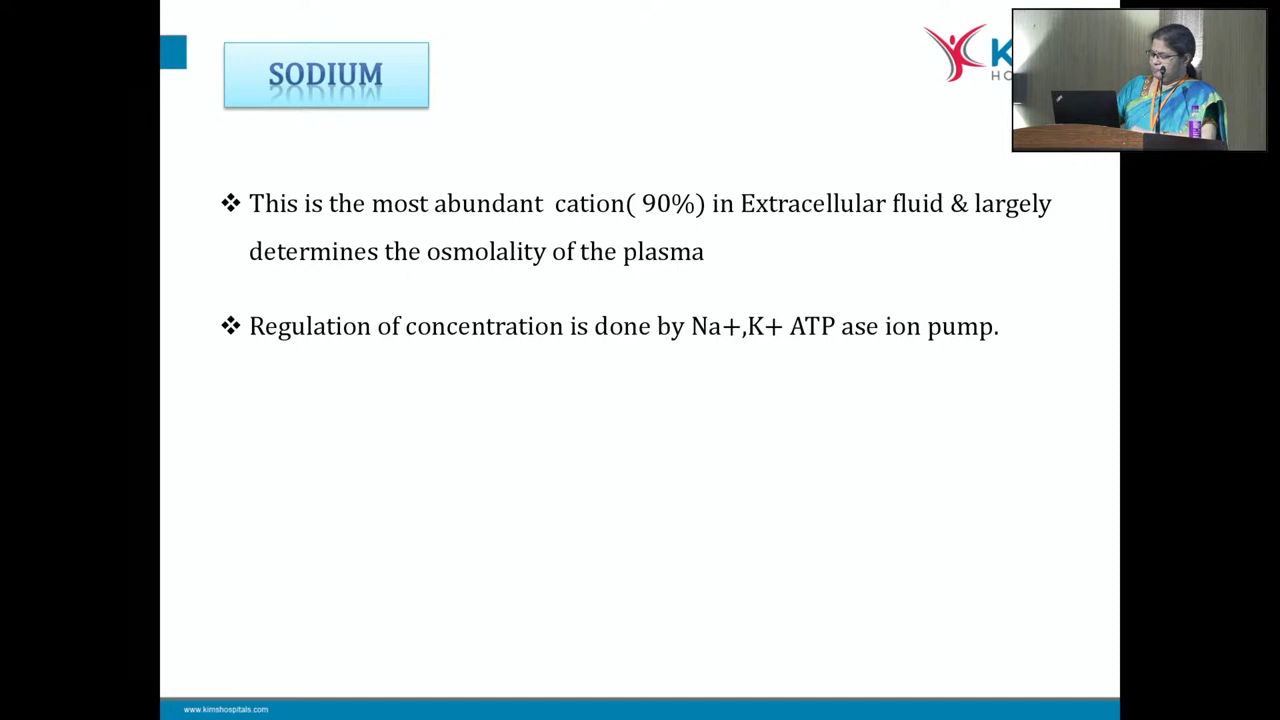 SODIUM
❖ This is the most abundant  cation( 90%) in Extracellular fluid & largely
determines the osmolality of the plasma
❖ Regulation of concentration is done by Na+,K+ ATP ase ion pump.
www.kimshospitals.com